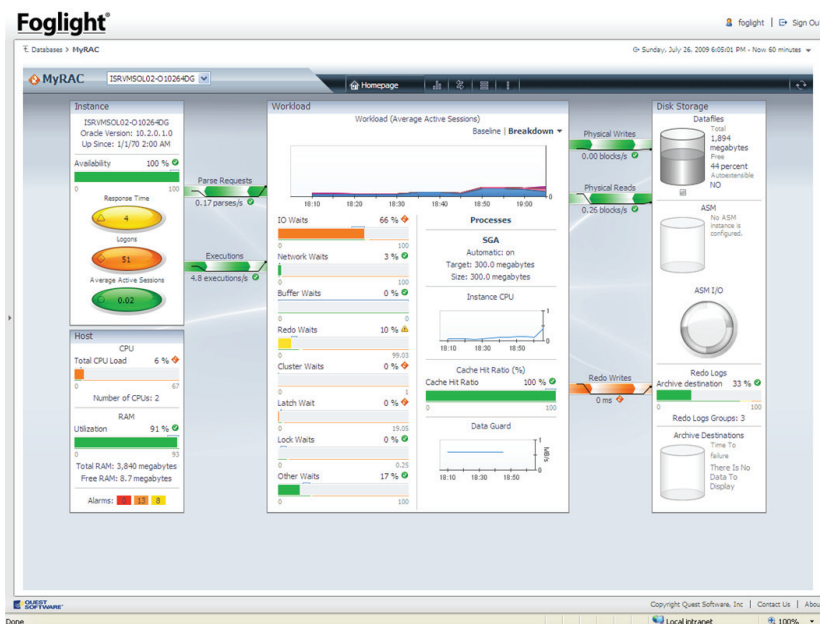 Foglight®
foglight | Sign Ou
Databases > MyRAC
Sunday, July 26, 2009 6:05:01 PM - Now 60 minutes
MyRAC
ISRVMSOL02-O10264DG
Homepage
Instance
ISRVMSOL02-O10264DG
Oracle Version: 10.2.0.1.0
Up Since: 1/1/70 2:00 AM
Availability 100 %
0 100
Response Time
4
Logons
51
Average Active Sessions
0.02
Host
CPU
Total CPU Load 6 %
0 67
Number of CPUs: 2
RAM
Utilization 91 %
0 93
Total RAM: 3,840 megabytes
Free RAM: 8.7 megabytes
Alarms: 13 8
Parse Requests
0.17 parses/s
Executions
4.8 executions/s
Workload
Workload (Average Active Sessions)
Baseline | Breakdown
1
0
18:10 18:20 18:30 18:40 18:50 19:00
IO Waits 66 %
0 100
Network Waits 3 %
0 100
Buffer Waits 0 %
0 0
Redo Waits 10 %
0 99.03
Cluster Waits 0 %
0 1
Latch Wait 0 %
0 19.05
Lock Waits 0 %
0 0.25
Other Waits 17 %
0 100
Processes
SGA
Automatic: on
Target: 300.0 megabytes
Size: 300.0 megabytes
Instance CPU
1
0
18:10 18:30 18:50
Cache Hit Ratio (%)
Cache Hit Ratio 100 %
0 100
Data Guard
1
MB/s
0
18:10 18:30 18:50
Physical Writes
0.00 blocks/s
Physical Reads
0.26 blocks/s
Redo Writes
0 ms
Disk Storage
Datafiles
Total
1,894
megabytes
Free
44 percent
Autoextensible
NO
ASM
No ASM
instance is
configured.
ASM I/O
Redo Logs
Archive destination 33 %
0 100
Redo Logs Groups: 3
Archive Destinations
Time To
failure
There Is No
Data To
Display
QUEST
SOFTWARE®
Copyright Quest Software, Inc | Contact Us | Abou
Done
Local intranet
100%